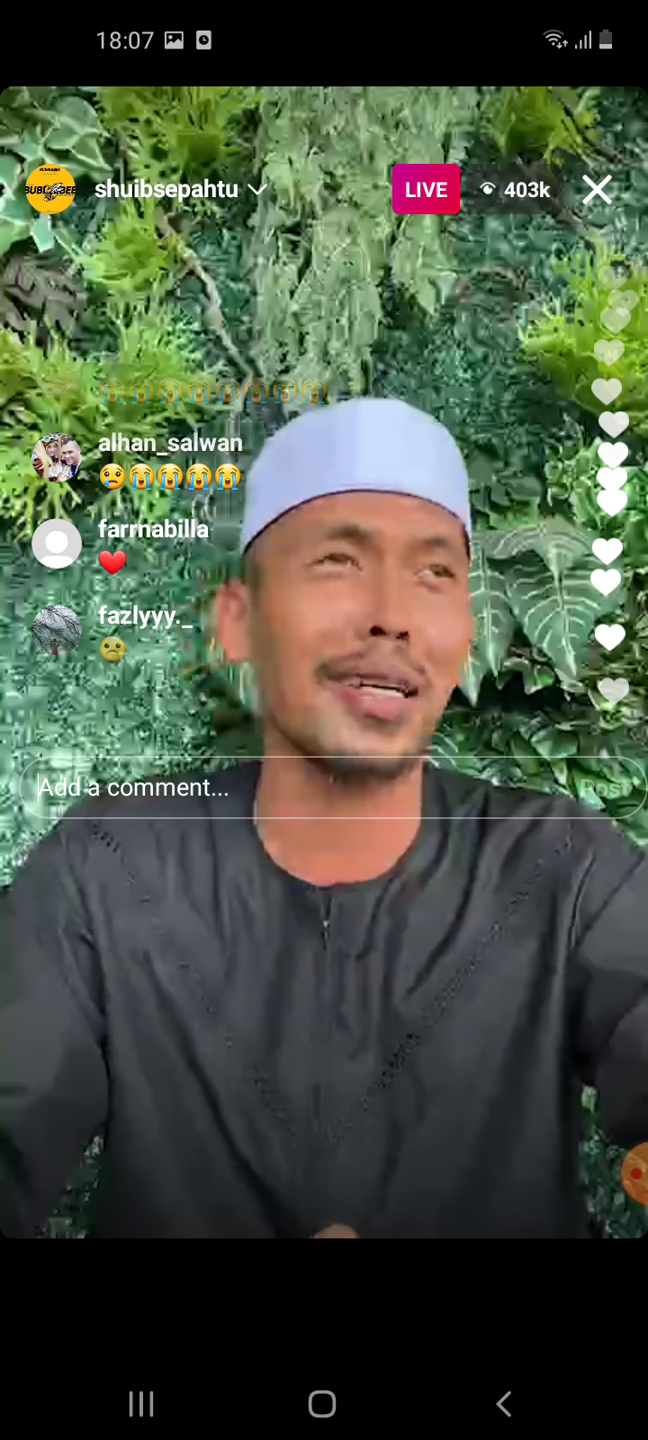 18:07
shuibsepahtu
LIVE
403k
alhan_salwan
farrnabilla
fazlyyy._
Add a comment...
Post